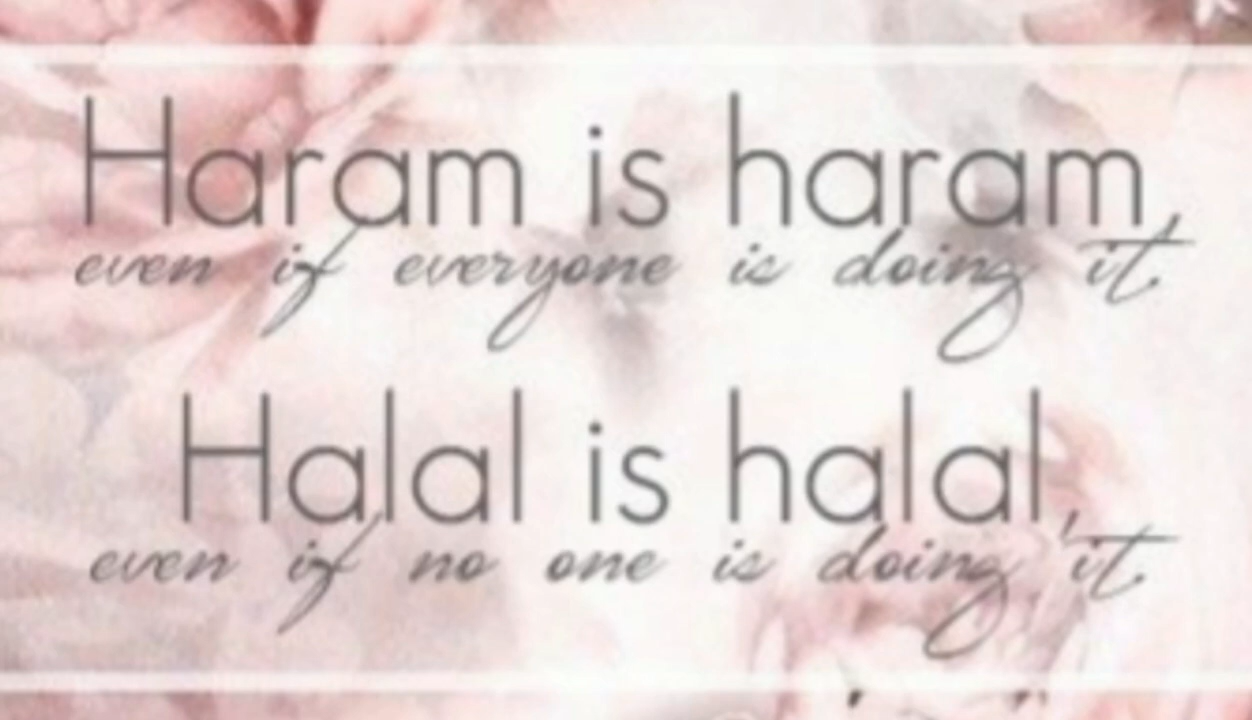 Haram is haram,
even if everyone is doing it.
Halal is halal,
even if no one is doing it.